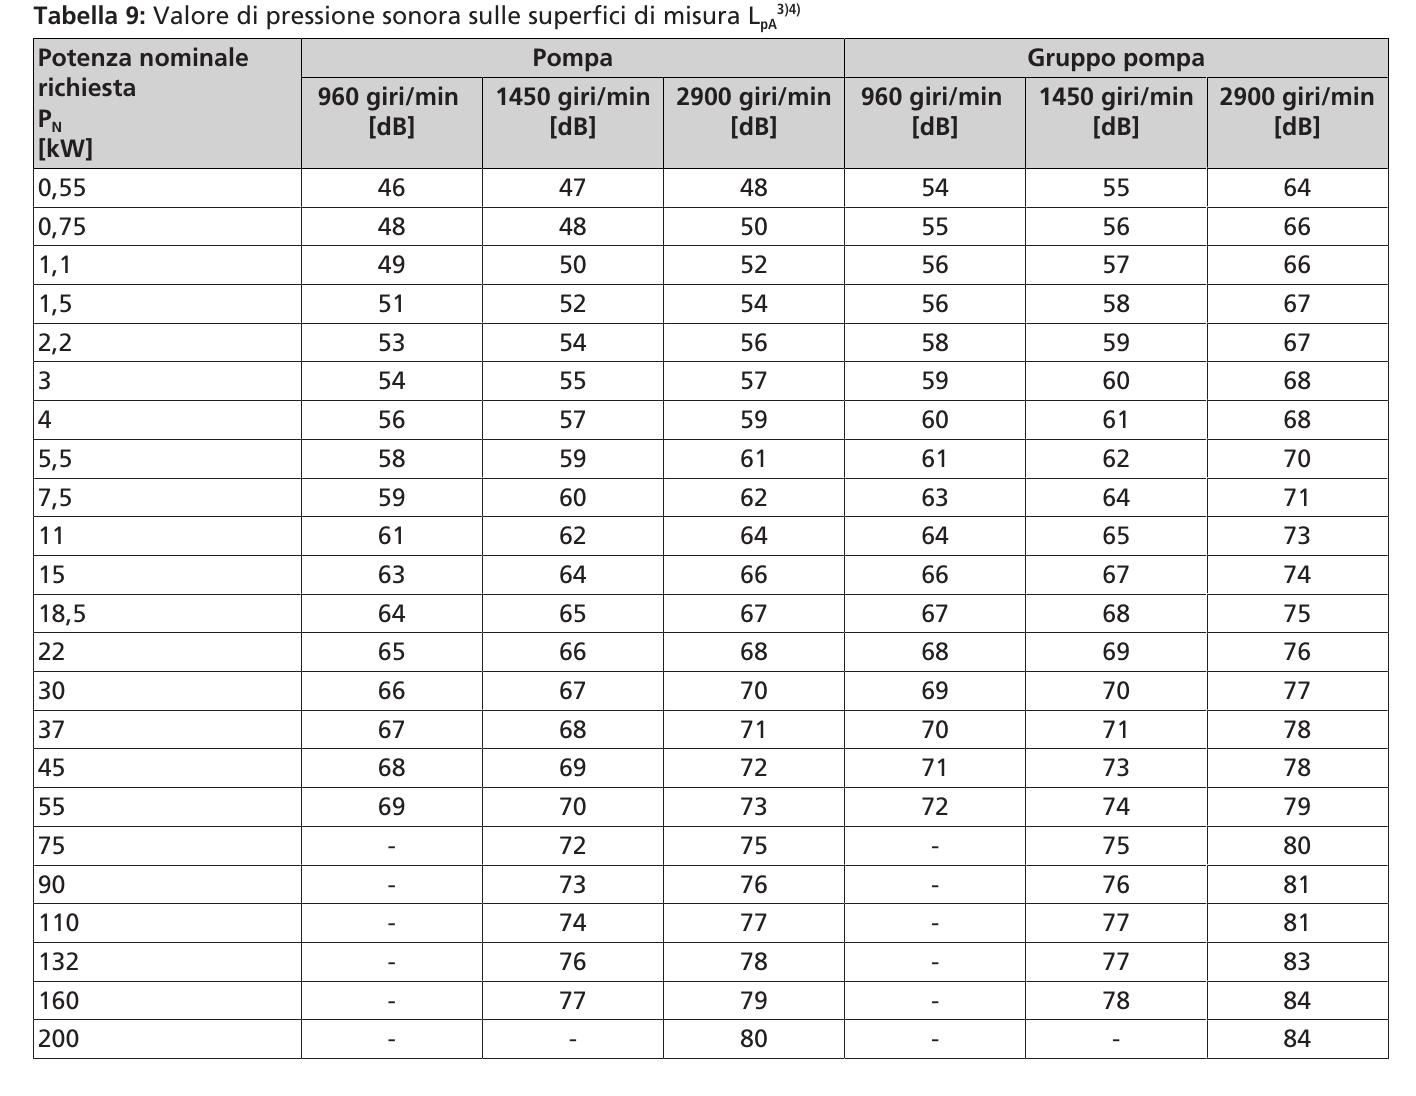 Tabella 9: Valore di pressione sonora sulle superfici di misura LpA3)4)
Potenza nominale richiesta PN [kW] Pompa Gruppo pompa
960 giri/min [dB] 1450 giri/min [dB] 2900 giri/min [dB] 960 giri/min [dB] 1450 giri/min [dB] 2900 giri/min [dB]
0,55 46 47 48 54 55 64
0,75 48 48 50 55 56 66
1,1 49 50 52 56 57 66
1,5 51 52 54 56 58 67
2,2 53 54 56 58 59 67
3 54 55 57 59 60 68
4 56 57 59 60 61 68
5,5 58 59 61 61 62 70
7,5 59 60 62 63 64 71
11 61 62 64 64 65 73
15 63 64 66 66 67 74
18,5 64 65 67 67 68 75
22 65 66 68 68 69 76
30 66 67 70 69 70 77
37 67 68 71 70 71 78
45 68 69 72 71 73 78
55 69 70 73 72 74 79
75 - 72 75 - 75 80
90 - 73 76 - 76 81
110 - 74 77 - 77 81
132 - 76 78 - 77 83
160 - 77 79 - 78 84
200 - - 80 - - 84